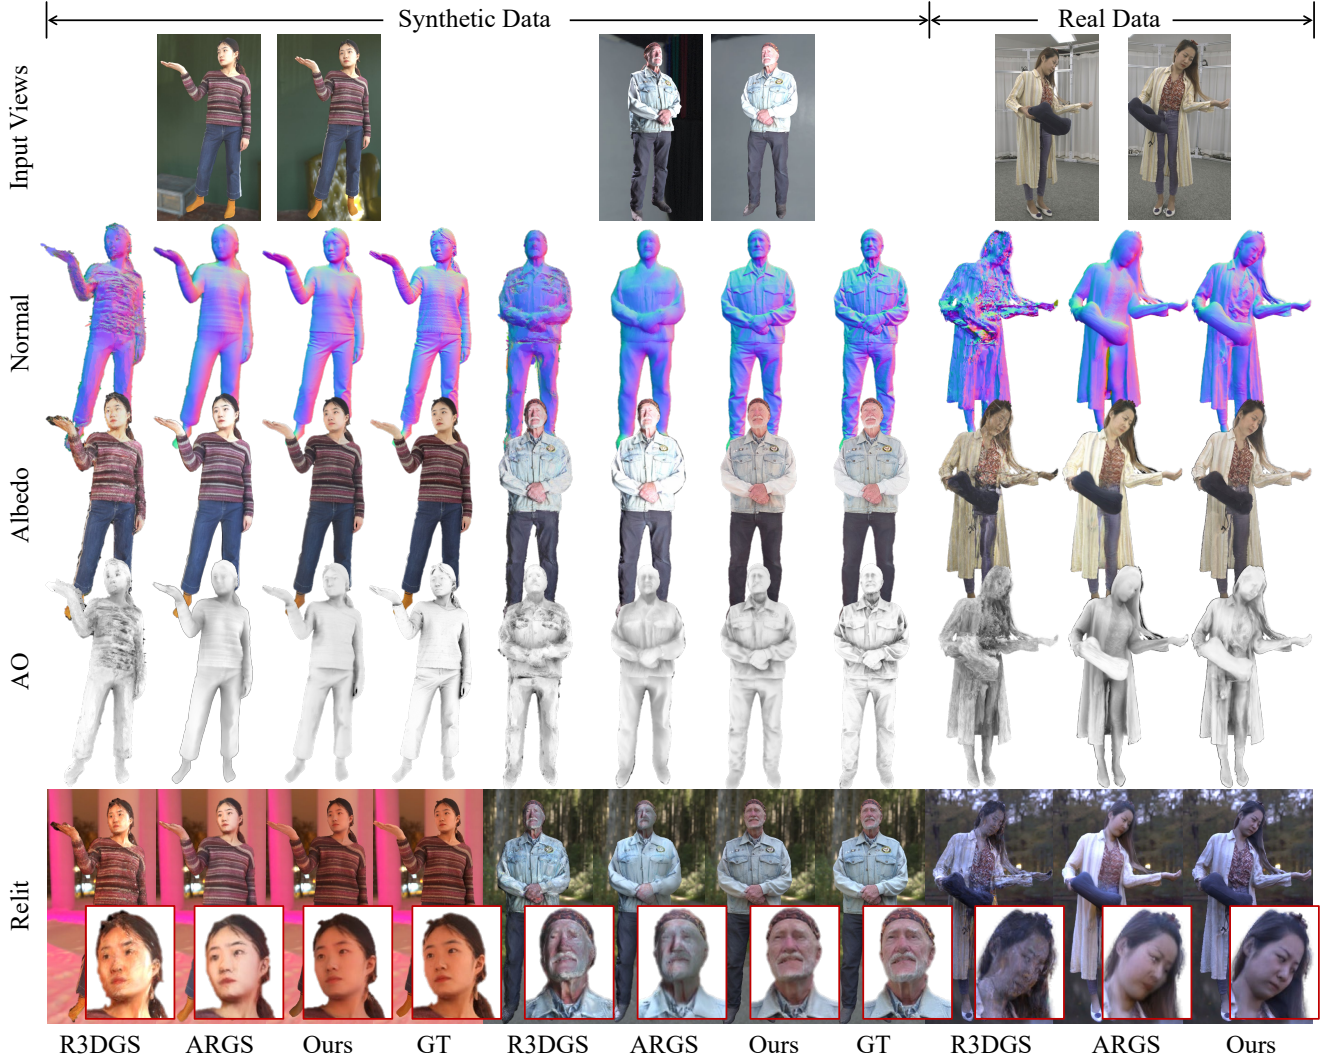 Synthetic Data
Real Data
Input Views
Normal
Albedo
AO
Relit
R3DGS
ARGS
Ours
GT
R3DGS
ARGS
Ours
GT
R3DGS
ARGS
Ours